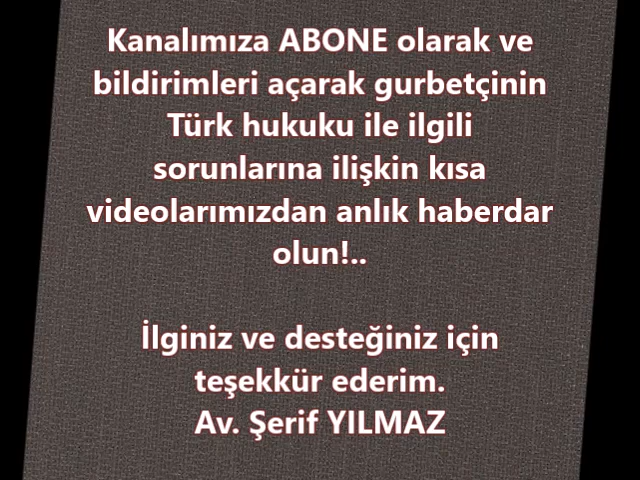 Kanalımıza ABONE olarak ve
bildirimleri açarak gurbetçinin
Türk hukuku ile ilgili
sorunlarına ilişkin kısa
videolarımızdan anlık haberdar
olun!..
İlginiz ve desteğiniz için
teşekkür ederim.
Av. Şerif YILMAZ